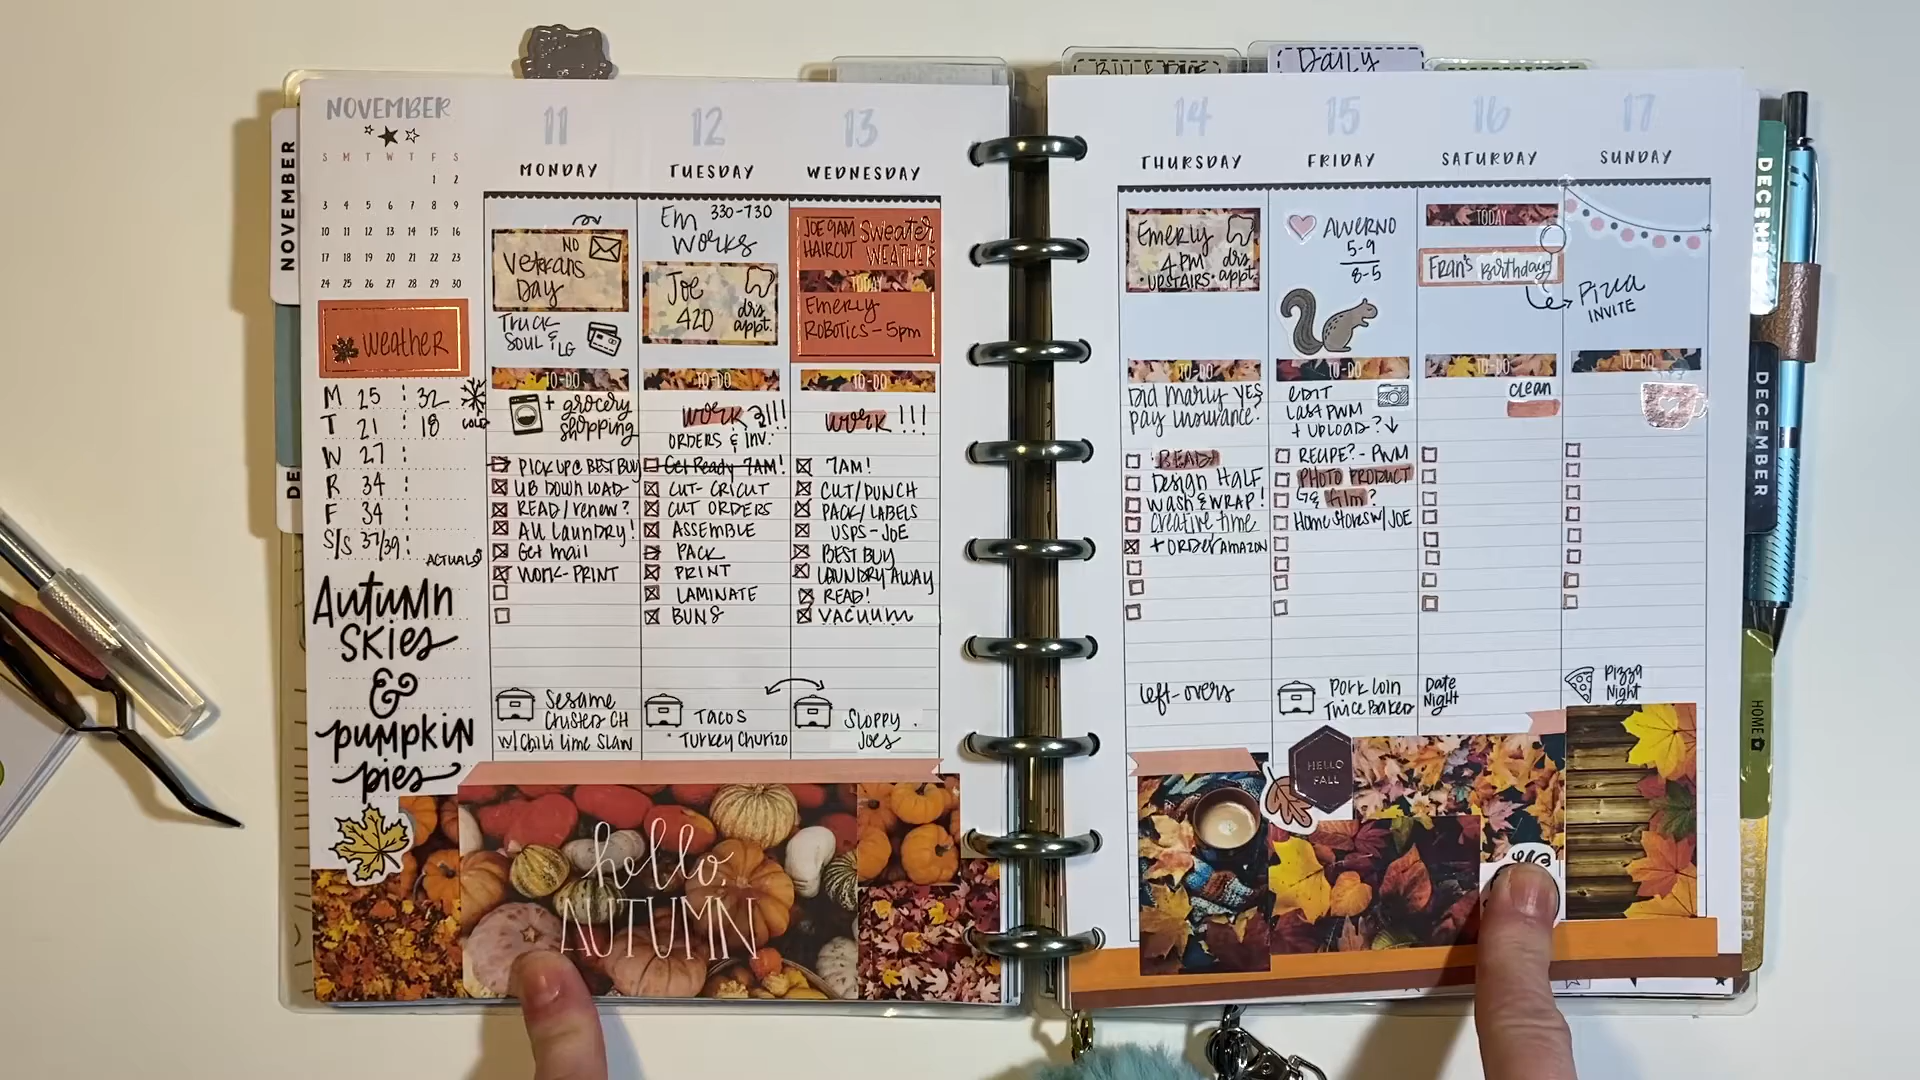 Daily
NOVEMBER
S M T W T F S
1 2
3 4 5 6 7 8 9
10 11 12 13 14 15 16
17 18 19 20 21 22 23
24 25 26 27 28 29 30
weather
M 25 : 32
COLD
T 21 : 18
W 27 :
R 34 :
F 34 :
S/S 37/39 :
ACTUALS
AUTUMN
SKIES
&
PUMPKIN
PIES
NOVEMBER
DE
11
MONDAY
NO
Veterans
DAY
TRUCK
SOUL & LG
TO-DO
+ grocery
shopping
PICK UP @ BEST BUY
UB DOWNLOAD
READ/renew?
All LAUNDRY!
Get mail
WORK-PRINT
Sesame
Crusted CH
W/Chili Lime Slaw
12
TUESDAY
Em 330-730
WORKS
Joe
420
drs
appt.
TO-DO
WORK !!!
ORDERS & INV.
Get Ready 7AM!
CUT- CRICUT
CUT ORDERS
ASSEMBLE
PACK
PRINT
LAMINATE
BUNS
TACOS
Turkey Churizo
13
WEDNESDAY
JOE 9AM
HAIRCUT
Sweater
WEATHER
TODAY
Emerly
ROBOTICS-5pm
TO-DO
WORK !!!
7AM!
CUT/PUNCH
PACK/LABELS
USPS-JOE
BEST BUY
LAUNDRY AWAY
READ!
VACUUM
Sloppy
Joes
hello,
AUTUMN
14
THURSDAY
Emerly
4PM
UPSTAIRS
drs
appt.
TO-DO
Did Marly YES
pay insurance?
READ
Design Half
WASH & WRAP!
Creative time
+ ORDER AMAZON
left-overs
15
FRIDAY
AWERNO
5-9
8-5
TO-DO
EDIT
LAST PWM
+ UPLOAD?
RECIPE?-PWM
PHOTO PRODUCT
film?
Home Stores W/ JOE
Pork Loin
Twice Baked
HELLO
FALL
16
SATURDAY
TODAY
Fran's Birthday
TO-DO
clean
Date
Night
17
SUNDAY
Pizza
INVITE
TO-DO
Pizza
Night
DECEMBER
DECEMBER
HOME
NOVEMBER